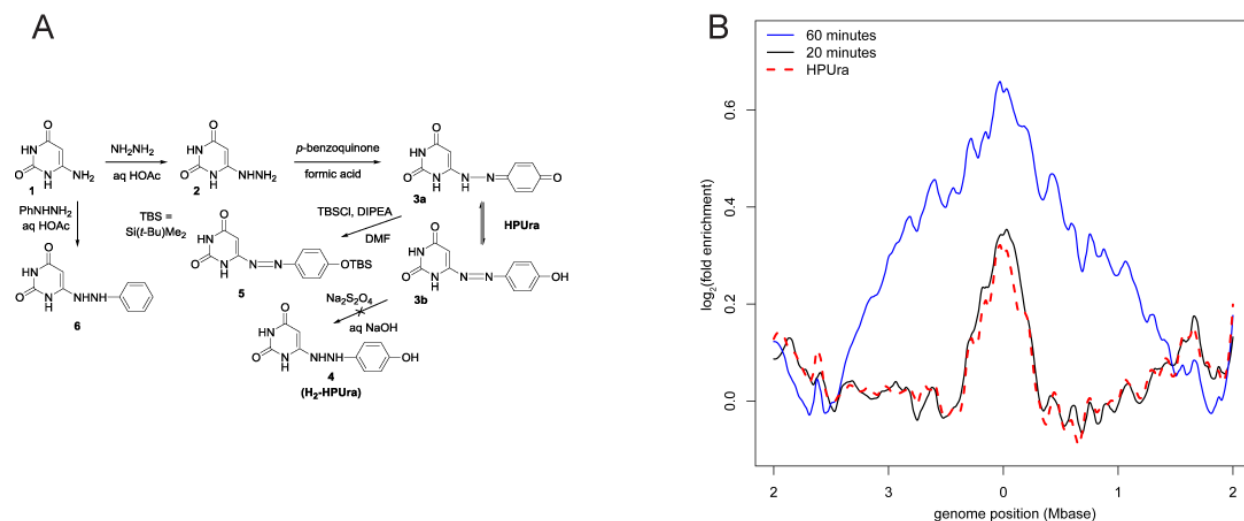 A
O
HN
O
N
H
NH2
1
NH2NH2
aq HOAc
O
HN
O
N
H
NHNH2
2
p-benzoquinone
formic acid
O
HN
O
N
H
N
H
N
O
3a
PhNHNH2
aq HOAc
TBS =
Si(t-Bu)Me2
TBSCl, DIPEA
DMF
HPUra
O
HN
O
N
H
NHNH
6
O
HN
O
N
H
N=N
OTBS
5
O
HN
O
N
H
N=N
OH
3b
Na2S2O4
aq NaOH
O
HN
O
N
H
NHNH
OH
4
(H2-HPUra)
B
60 minutes
20 minutes
HPUra
log2(fold enrichment)
0.6
0.4
0.2
0.0
2 3 0 1 2
genome position (Mbase)